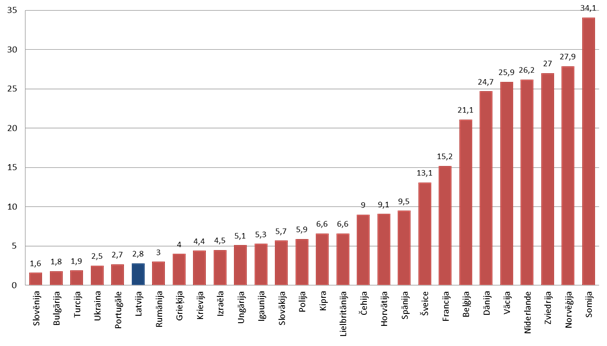 35
30
25
20
15
10
5
0
1,6
1,8
1,9
2,5
2,7
2,8
3
4
4,4
4,5
5,1
5,3
5,7
5,9
6,6
6,6
9
9,1
9,5
13,1
15,2
21,1
24,7
25,9
26,2
27
27,9
34,1
Slovēnija
Bulgārija
Turcija
Ukraina
Portugāle
Latvija
Rumānija
Grieķija
Krievija
Izraēla
Ungārija
Igaunija
Slovākija
Polija
Kipra
Lielbritānija
Čehija
Horvātija
Spānija
Šveice
Francija
Beļģija
Dānija
Vācija
Nīderlande
Zviedrija
Norvēģija
Somija